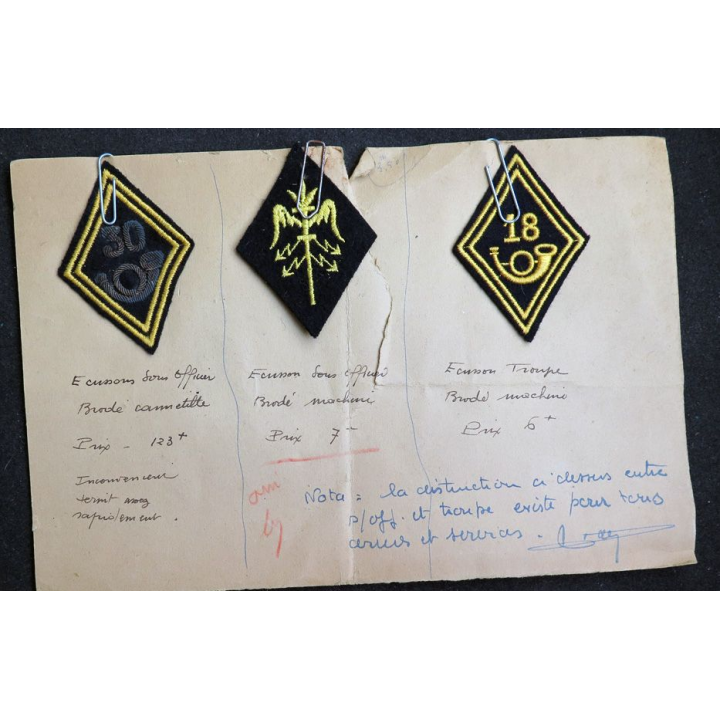 30
18
Ecussons Sous Officier
Brodé cannetille
Prix - 123+
Inconvenient
ternit assez
rapidement.
Ecusson Sous Officier
Brodé machine
Prix 7-
Ecusson Troupe
Brodé machine
Prix 6+
Nota = la distinction ci dessus entre
s/off. et troupe existe pour tous
armes et services -